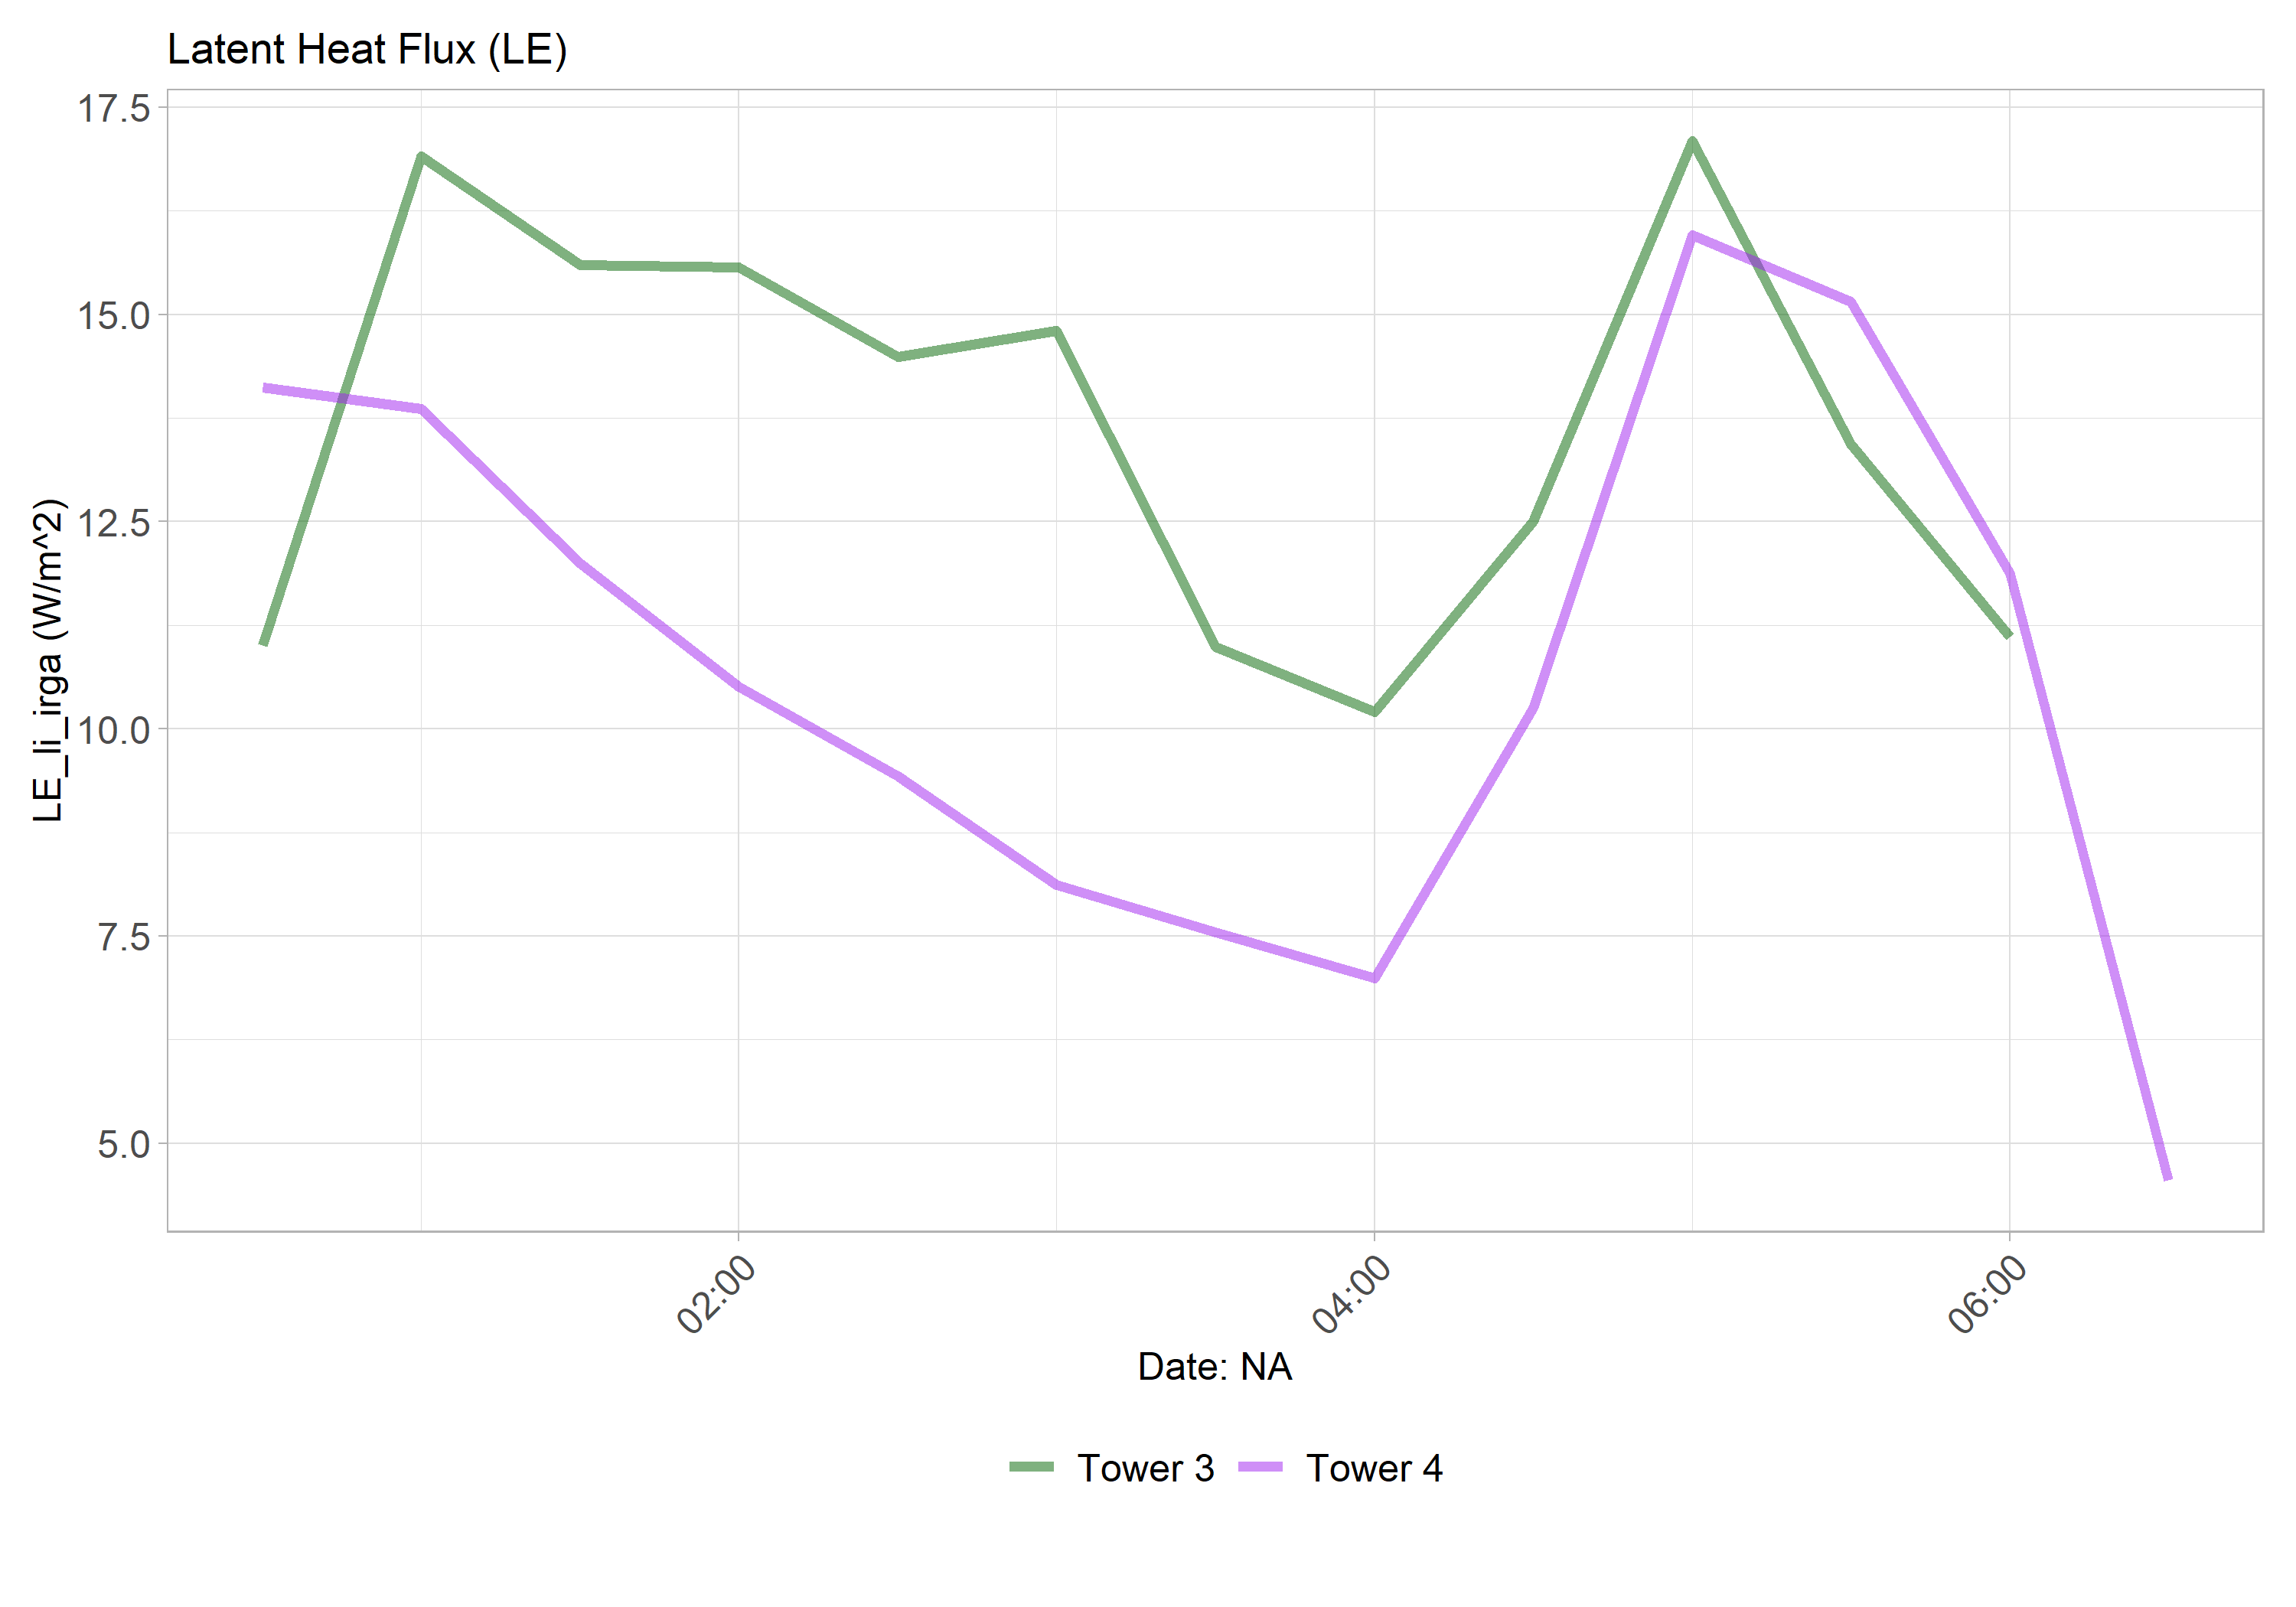 Latent Heat Flux (LE)
LE_li_irga (W/m^2)
17.5
15.0
12.5
10.0
7.5
5.0
02:00
04:00
06:00
Date: NA
Tower 3
Tower 4